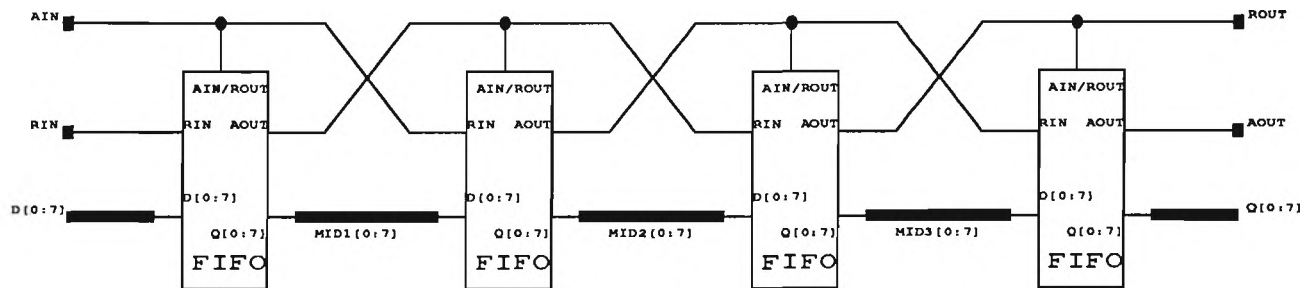 AIN
ROUT
AIN/ROUT
AIN/ROUT
AIN/ROUT
AIN/ROUT
RIN
RIN AOUT
RIN AOUT
RIN AOUT
RIN AOUT
AOUT
D[0:7]
D[0:7]
D[0:7]
D[0:7]
D[0:7]
Q[0:7]
Q[0:7]
MID1[0:7]
Q[0:7]
MID2[0:7]
Q[0:7]
MID3[0:7]
Q[0:7]
FIFO
FIFO
FIFO
FIFO